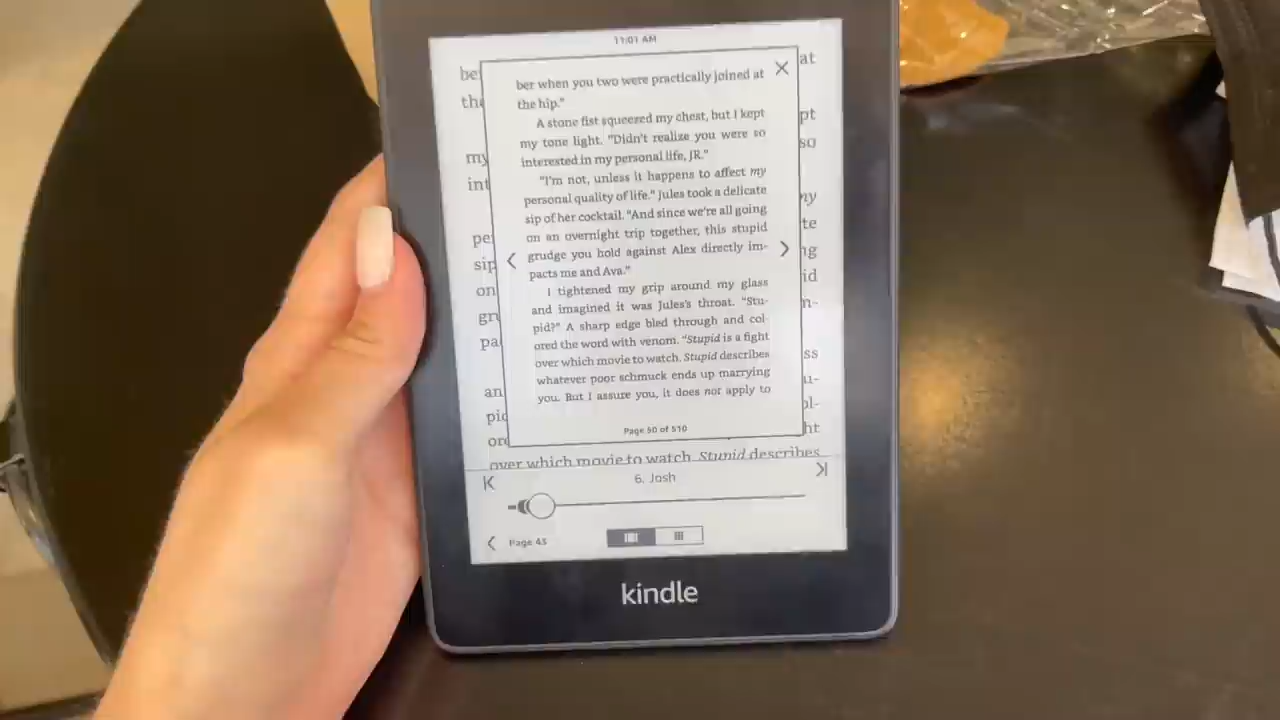 11:01 AM
ber when you two were practically joined at
the hip."
A stone fist squeezed my chest, but I kept
my tone light. "Didn't realize you were so
interested in my personal life, JR."
"I'm not, unless it happens to affect my
personal quality of life." Jules took a delicate
sip of her cocktail. "And since we're all going
on an overnight trip together, this stupid
grudge you hold against Alex directly im-
pacts me and Ava."
I tightened my grip around my glass
and imagined it was Jules's throat. "Stu-
pid?" A sharp edge bled through and col-
ored the word with venom. "Stupid is a fight
over which movie to watch. Stupid describes
whatever poor schmuck ends up marrying
you. But I assure you, it does not apply to
Page 50 of 510
over which movie to watch. Stupid describes
6. Josh
Page 45
kindle